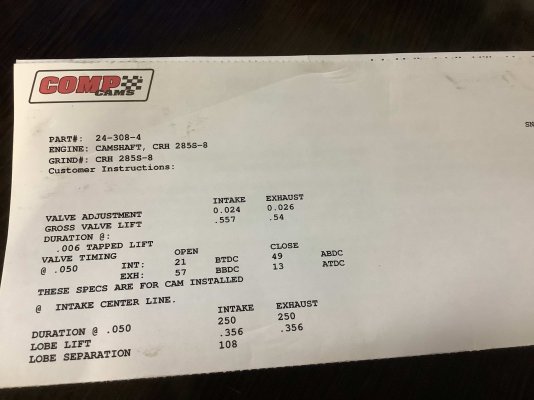 COMP
CAMS
SN
PART#: 24-308-4
ENGINE: CAMSHAFT, CRH 285S-8
GRIND#: CRH 285S-8
Customer Instructions:
INTAKE EXHAUST
VALVE ADJUSTMENT 0.024 0.026
GROSS VALVE LIFT .557 .54
DURATION @:
.006 TAPPED LIFT
VALVE TIMING OPEN CLOSE
@ .050 INT: 21 BTDC 49 ABDC
EXH: 57 BBDC 13 ATDC
THESE SPECS ARE FOR CAM INSTALLED
@ INTAKE CENTER LINE.
INTAKE EXHAUST
DURATION @ .050 250 250
LOBE LIFT .356 .356
LOBE SEPARATION 108